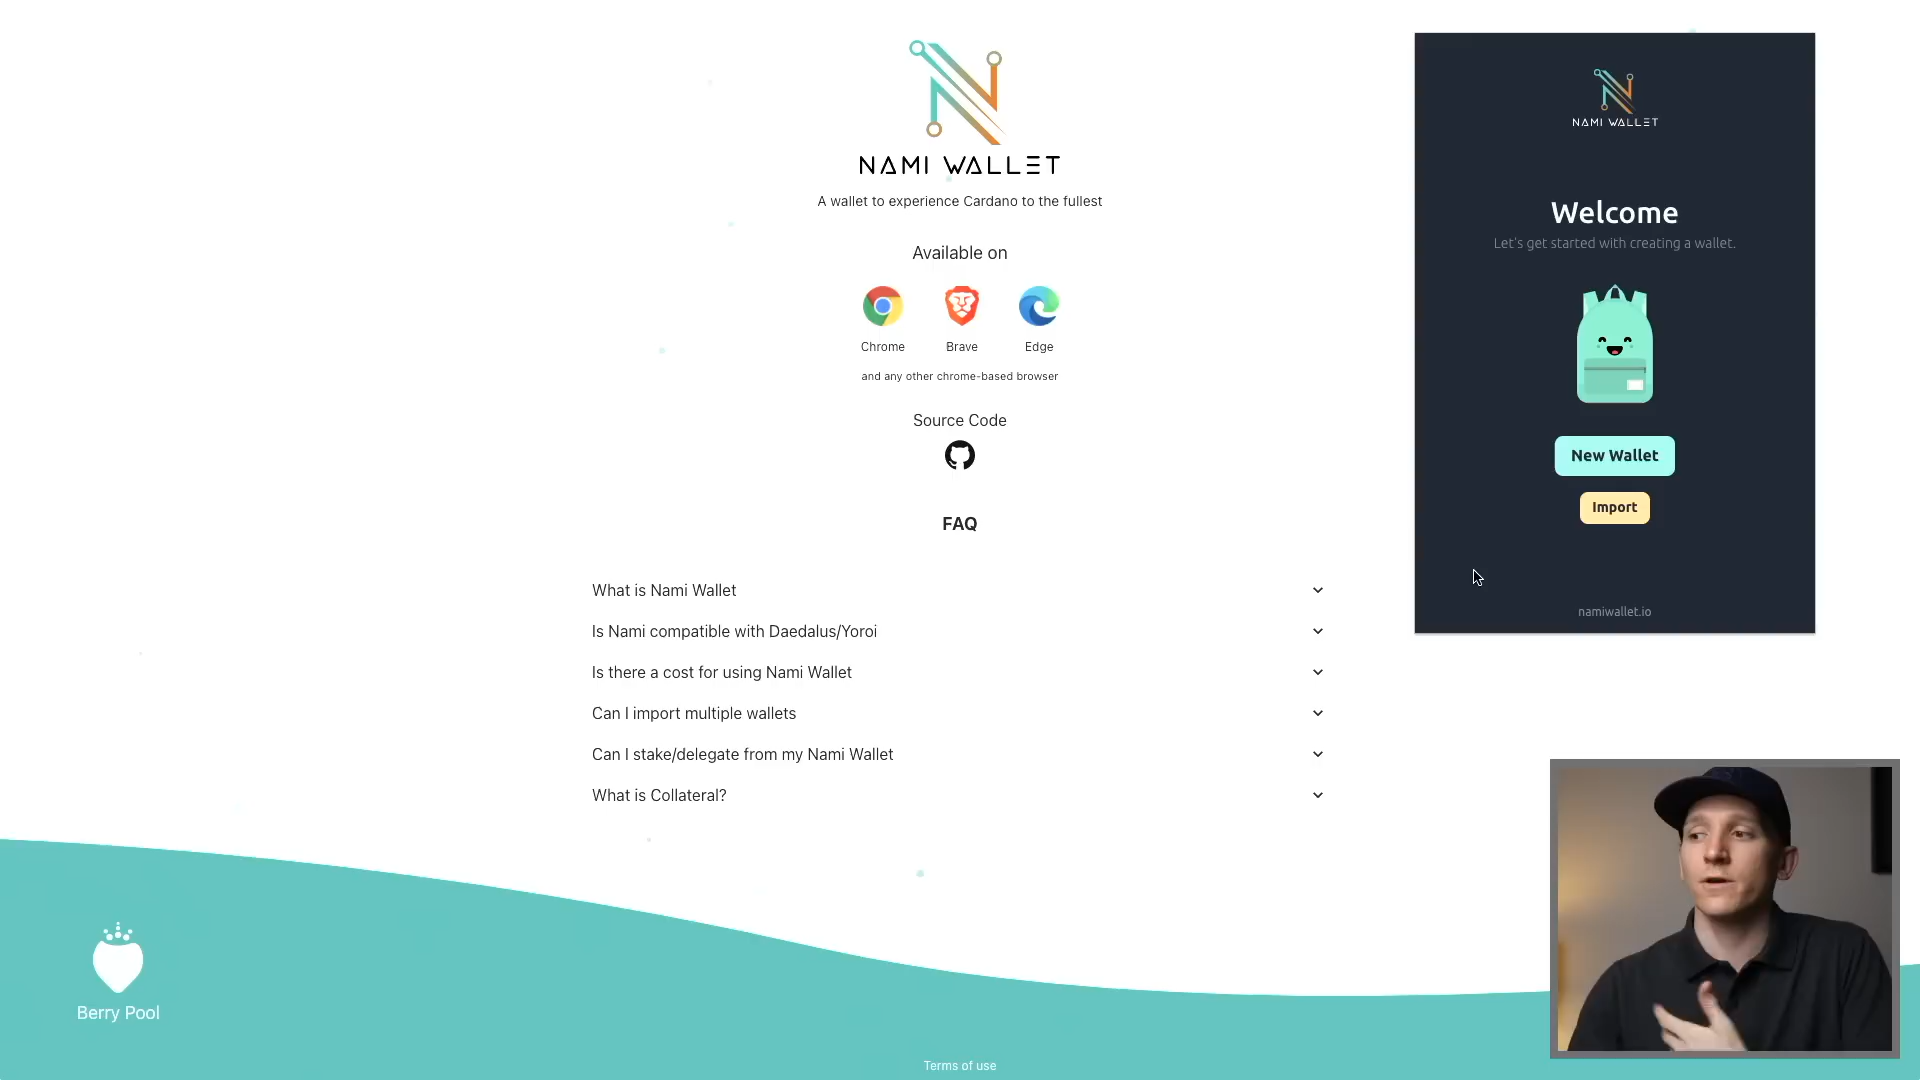 NAMI WALLET
A wallet to experience Cardano to the fullest
Available on
Chrome
Brave
Edge
and any other chrome-based browser
Source Code
FAQ
What is Nami Wallet
Is Nami compatible with Daedalus/Yoroi
Is there a cost for using Nami Wallet
Can I import multiple wallets
Can I stake/delegate from my Nami Wallet
What is Collateral?
Berry Pool
Terms of use
NAMI WALLET
Welcome
Let's get started with creating a wallet.
New Wallet
Import
namiwallet.io